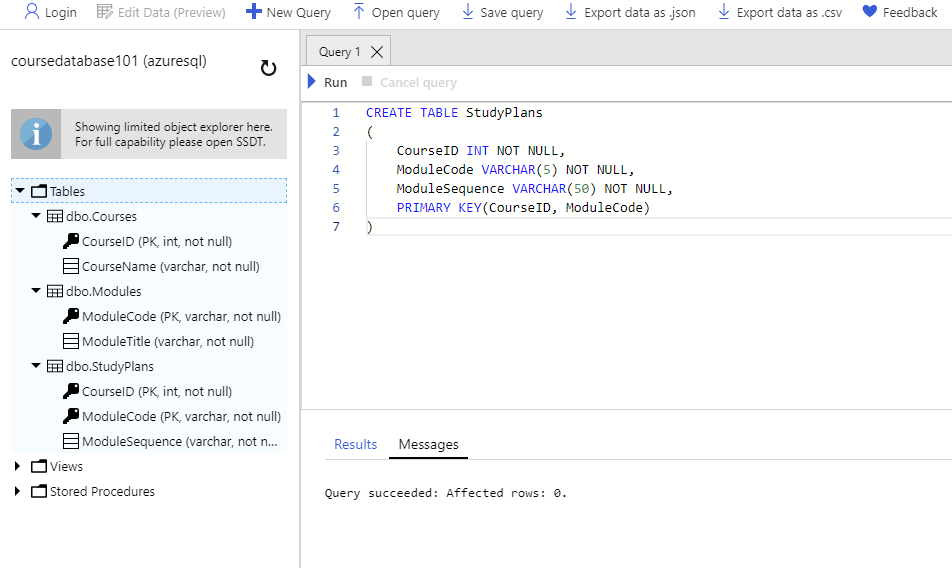 Login Edit Data (Preview) New Query Open query Save query Export data as .json Export data as .csv Feedback
coursedatabase101 (azuresql)
Showing limited object explorer here.
For full capability please open SSDT.
Tables
dbo.Courses
CourseID (PK, int, not null)
CourseName (varchar, not null)
dbo.Modules
ModuleCode (PK, varchar, not null)
ModuleTitle (varchar, not null)
dbo.StudyPlans
CourseID (PK, int, not null)
ModuleCode (PK, varchar, not null)
ModuleSequence (varchar, not n...
Views
Stored Procedures
Query 1
Run Cancel query
1 CREATE TABLE StudyPlans
2 (
3 CourseID INT NOT NULL,
4 ModuleCode VARCHAR(5) NOT NULL,
5 ModuleSequence VARCHAR(50) NOT NULL,
6 PRIMARY KEY(CourseID, ModuleCode)
7 )
Results Messages
Query succeeded: Affected rows: 0.